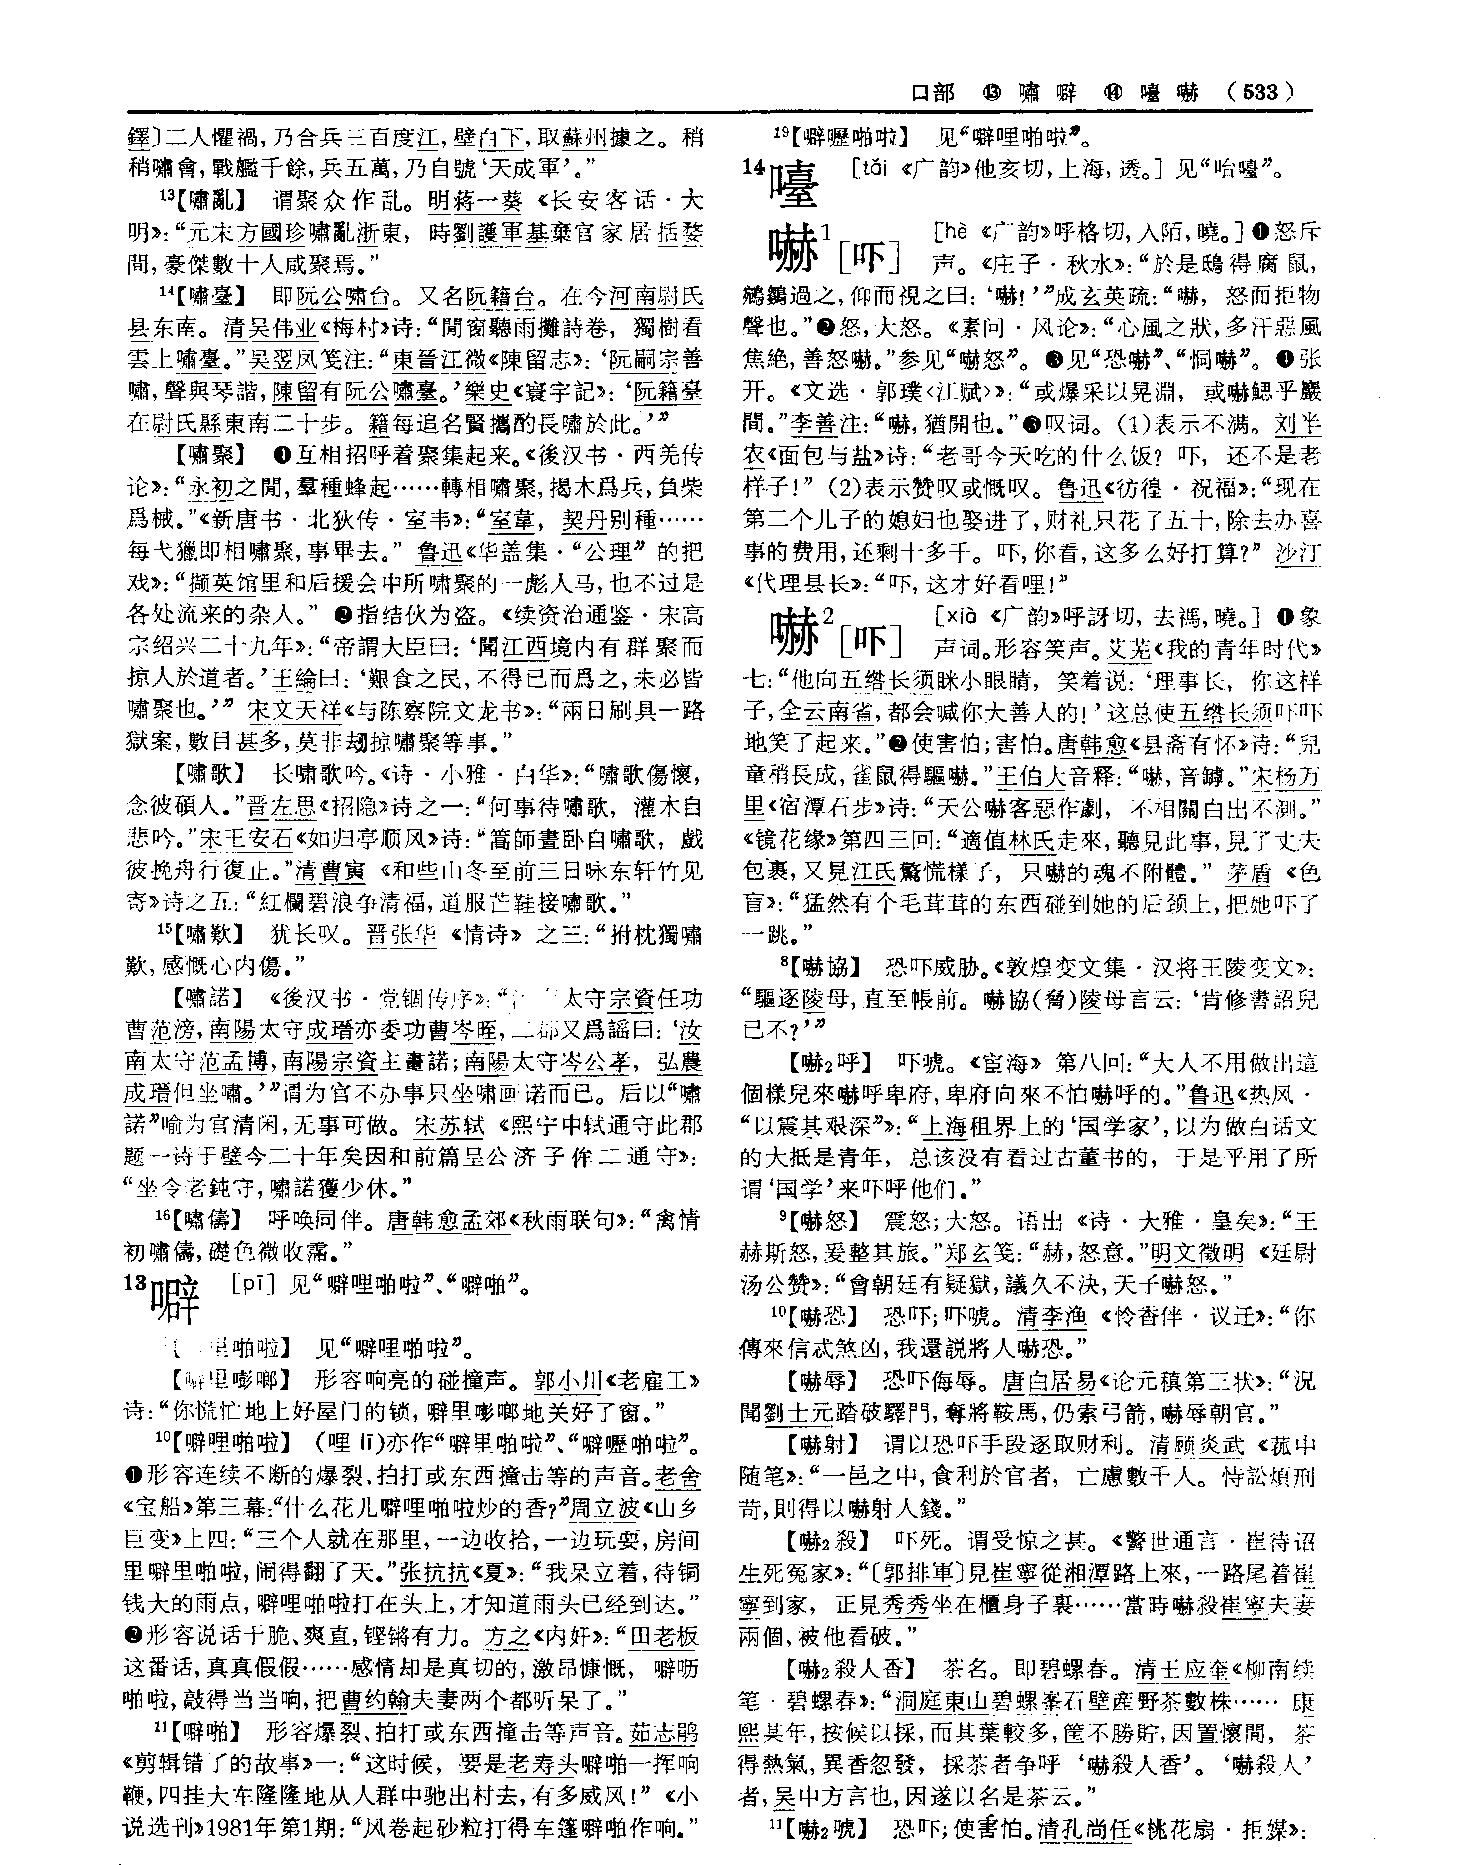 口部 ⑬ 嘯 噼 ⑭ 嚔 嚇 (533)
鐸〕二人懼禍,乃合兵三百度江,壁白下,取蘇州據之。稍
稍嘯會,戰艦千餘,兵五萬,乃自號‘天成軍’。”
13【嘯亂】 谓聚众作乱。明蒋一葵《长安客话·大
明》:“元末方國珍嘯亂浙東, 時劉護軍基棄官家居括婺
間,豪傑數十人咸聚焉。”
14【嘯臺】 即阮公嘯台。又名阮籍台。在今河南尉氏
县东南。清吴伟业《梅村》诗:“閒窗聽雨攤詩卷, 獨樹看
雲上嘯臺。”吴翌凤笺注:“東晉江微《陳留志》:‘阮嗣宗善
嘯,聲與琴諧,陳留有阮公嘯臺。’樂史《寰宇記》:‘阮籍臺
在尉氏縣東南二十步。籍每追名賢攜酌長嘯於此。’”
【嘯聚】 ❶互相招呼着聚集起来。《後汉书·西羌传
论》:“永初之閒,羣種蜂起……轉相嘯聚,揭木爲兵,負柴
爲械。”《新唐书·北狄传·室韦》:“室韋, 契丹别種……
每弋獵即相嘯聚,事畢去。” 鲁迅《华盖集·“公理”的把
戏》:“撷英馆里和后援会中所啸聚的一彪人马,也不过是
各处流来的杂人。” ❷指结伙为盗。《续资治通鉴·宋高
宗绍兴二十九年》:“帝謂大臣曰:‘聞江西境内有群聚而
掠人於道者。’王綸曰:‘艱食之民,不得已而爲之,未必皆
嘯聚也。’” 宋文天祥《与陈察院文龙书》:“兩日刷具一路
獄案,數目甚多,莫非刼掠嘯聚等事。”
【嘯歌】 长啸歌吟。《诗·小雅·白华》:“嘯歌傷懷,
念彼碩人。”晋左思《招隐》诗之一:“何事待嘯歌, 灌木自
悲吟。”宋王安石《如归亭顺风》诗:“篙師晝卧自嘯歌, 戲
彼挽舟行復止。”清曹寅 《和些山冬至前三日咏东轩竹见
寄》诗之五:“紅欄碧浪争清福,道服芒鞋接嘯歌。”
15【嘯歎】 犹长叹。晋张华 《情诗》 之三:“拊枕獨嘯
歎,感慨心内傷。”
【嘯諾】 《後汉书·党锢传序》:“ 太守宗資任功
曹范滂,南陽太守成瑨亦委功曹岑晊,二郡又爲謡曰:‘汝
南太守范孟博,南陽宗資主畫諾;南陽太守岑公孝, 弘農
成瑨但坐嘯。’”谓为官不办事只坐啸画诺而已。后以“嘯
諾”喻为官清闲,无事可做。宋苏轼 《熙宁中轼通守此郡
题一诗于壁今二十年矣因和前篇呈公济子侔二通守》:
“坐令老鈍守,嘯諾獲少休。”
16【嘯儔】 呼唤同伴。唐韩愈孟郊《秋雨联句》:“禽情
初嘯儔,礎色微收霈。”
13噼 [pī] 见“噼哩啪啦”、“噼啪”。
里啪啦】 见“噼哩啪啦”。
【噼里嘭啷】 形容响亮的碰撞声。郭小川《老雇工》
诗:“你慌忙地上好屋门的锁,噼里嘭啷地关好了窗。”
10【噼哩啪啦】 (哩 lī)亦作“噼里啪啦”、“噼嚦啪啦”。
❶形容连续不断的爆裂、拍打或东西撞击等的声音。老舍
《宝船》第三幕:“什么花儿噼哩啪啦炒的香?”周立波《山乡
巨变》上四:“三个人就在那里,一边收拾,一边玩耍,房间
里噼里啪啦,闹得翻了天。”张抗抗《夏》:“我呆立着,待铜
钱大的雨点,噼哩啪啦打在头上,才知道雨头已经到达。”
❷形容说话干脆、爽直,铿锵有力。方之《内奸》:“田老板
这番话,真真假假……感情却是真切的,激昂慷慨, 噼呖
啪啦,敲得当当响,把曹约翰夫妻两个都听呆了。”
11【噼啪】 形容爆裂、拍打或东西撞击等声音。茹志鹃
《剪辑错了的故事》一:“这时候, 要是老寿头噼啪一挥响
鞭,四挂大车隆隆地从人群中驰出村去,有多威风!” 《小
说选刊》1981年第1期:“风卷起砂粒打得车篷噼啪作响。”
19【噼嚦啪啦】 见“噼哩啪啦”。
14嚔 [tǎi 《广韵》他亥切,上海,透。] 见“咍嚔”。
嚇1[吓] [hè 《广韵》呼格切,入陌,曉。]❶怒斥
声。《庄子·秋水》:“於是鴟得腐鼠,
鵷鶵過之,仰而視之曰:‘嚇!’”成玄英疏:“嚇, 怒而拒物
聲也。”❷怒,大怒。《素问·风论》:“心風之狀,多汗惡風
焦絶,善怒嚇。”参见“嚇怒”。❸见“恐嚇”、“恫嚇”。❹张
开。《文选·郭璞〈江赋〉》:“或爆采以晃淵, 或嚇鰓乎巖
間。”李善注:“嚇,猶開也。”❺叹词。(1)表示不满。刘半
农《面包与盐》诗:“老哥今天吃的什么饭? 吓, 还不是老
样子!” (2)表示赞叹或慨叹。鲁迅《彷徨·祝福》:“现在
第二个儿子的媳妇也娶进了,财礼只花了五十,除去办喜
事的费用,还剩十多千。吓,你看,这多么好打算?” 沙汀
《代理县长》:“吓,这才好看哩!”
嚇2[吓] [xià 《广韵》呼訝切,去禡,曉。] ❶象
声词。形容笑声。艾芜《我的青年时代》
七:“他向五绺长须眯小眼睛, 笑着说:‘理事长, 你这样
子,全云南省,都会喊你大善人的!’这总使五绺长须吓吓
地笑了起来。”❷使害怕;害怕。唐韩愈《县斋有怀》诗:“兒
童稍長成,雀鼠得驅嚇。”王伯大音释:“嚇,音罅。”宋杨万
里《宿潭石步》诗:“天公嚇客惡作劇, 不相關白出不測。”
《镜花缘》第四三回:“適值林氏走來,聽見此事,見了丈夫
包裹,又見江氏驚慌樣子, 只嚇的魂不附體。” 茅盾 《色
盲》:“猛然有个毛茸茸的东西碰到她的后颈上,把她吓了
一跳。”
8【嚇協】 恐吓威胁。《敦煌变文集·汉将王陵变文》:
“驅逐陵母,直至帳前。嚇協(脅)陵母言云:‘肯修書詔兒
已不?’”
【嚇2呼】 吓唬。《宦海》 第八回:“大人不用做出這
個樣兒來嚇呼卑府,卑府向來不怕嚇呼的。”鲁迅《热风·
“以震其艰深”》:“上海租界上的‘国学家’,以为做白话文
的大抵是青年, 总该没有看过古董书的, 于是乎用了所
谓‘国学’来吓呼他们。”
9【嚇怒】 震怒;大怒。语出 《诗·大雅·皇矣》:“王
赫斯怒,爰整其旅。”郑玄笺:“赫,怒意。”明文徵明 《廷尉
汤公赞》:“會朝廷有疑獄,議久不決,天子嚇怒。”
10【嚇恐】 恐吓;吓唬。清李渔 《怜香伴·议迁》:“你
傳來信忒煞凶,我還説將人嚇恐。”
【嚇辱】 恐吓侮辱。唐白居易《论元稹第三状》:“況
聞劉士元踏破驛門,奪將鞍馬,仍索弓箭,嚇辱朝官。”
【嚇射】 谓以恐吓手段逐取财利。清顾炎武 《菰中
随笔》:“一邑之中,食利於官者, 亡慮數千人。恃訟煩刑
苛,則得以嚇射人錢。”
【嚇2殺】 吓死。谓受惊之甚。《警世通言·崔待诏
生死冤家》:“〔郭排軍〕見崔寧從湘潭路上來,一路尾着崔
寧到家, 正見秀秀坐在櫃身子裏……當時嚇殺崔寧夫妻
兩個,被他看破。”
【嚇2殺人香】 茶名。即碧螺春。清王应奎《柳南续
笔·碧螺春》:“洞庭東山碧螺峯石壁産野茶數株…… 康
熙某年,按候以採,而其葉較多,筐不勝貯,因置懷間, 茶
得熱氣,異香忽發, 採茶者争呼 ‘嚇殺人香’。 ‘嚇殺人’
者,吴中方言也,因遂以名是茶云。”
11【嚇2唬】 恐吓;使害怕。清孔尚任《桃花扇·拒媒》: